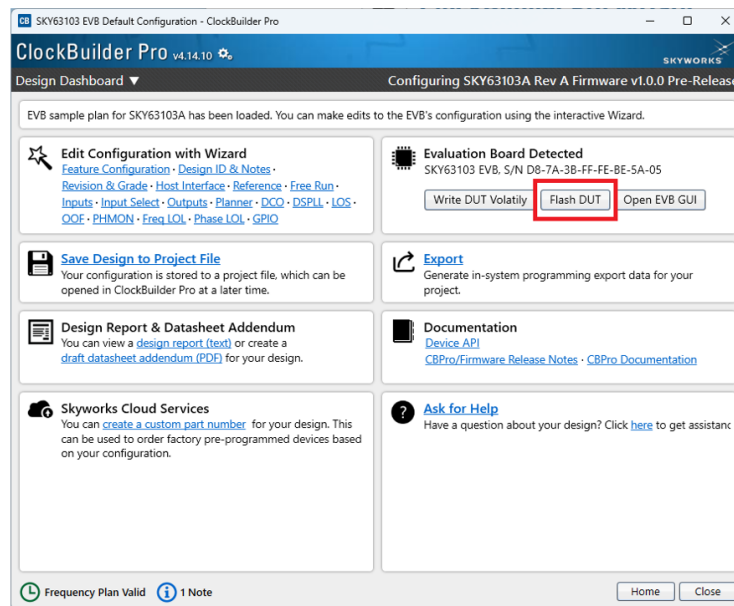 CB SKY63103 EVB Default Configuration - ClockBuilder Pro
ClockBuilder Pro v4.14.10
SKYWORKS
Design Dashboard ▼
Configuring SKY63103A Rev A Firmware v1.0.0 Pre-Release
EVB sample plan for SKY63103A has been loaded. You can make edits to the EVB's configuration using the interactive Wizard.
Edit Configuration with Wizard
Feature Configuration · Design ID & Notes ·
Revision & Grade · Host Interface · Reference · Free Run ·
Inputs · Input Select · Outputs · Planner · DCO · DSPLL · LOS ·
OOF · PHMON · Freq LOL · Phase LOL · GPIO
Evaluation Board Detected
SKY63103 EVB, S/N D8-7A-3B-FF-FE-BE-5A-05
Write DUT Volatily
Flash DUT
Open EVB GUI
Save Design to Project File
Your configuration is stored to a project file, which can be
opened in ClockBuilder Pro at a later time.
Export
Generate in-system programming export data for your
project.
Design Report & Datasheet Addendum
You can view a design report (text) or create a
draft datasheet addendum (PDF) for your design.
Documentation
Device API
CBPro/Firmware Release Notes · CBPro Documentation
Skyworks Cloud Services
You can create a custom part number for your design. This
can be used to order factory pre-programmed devices based
on your configuration.
? Ask for Help
Have a question about your design? Click here to get assistanc
Frequency Plan Valid
i 1 Note
Home
Close